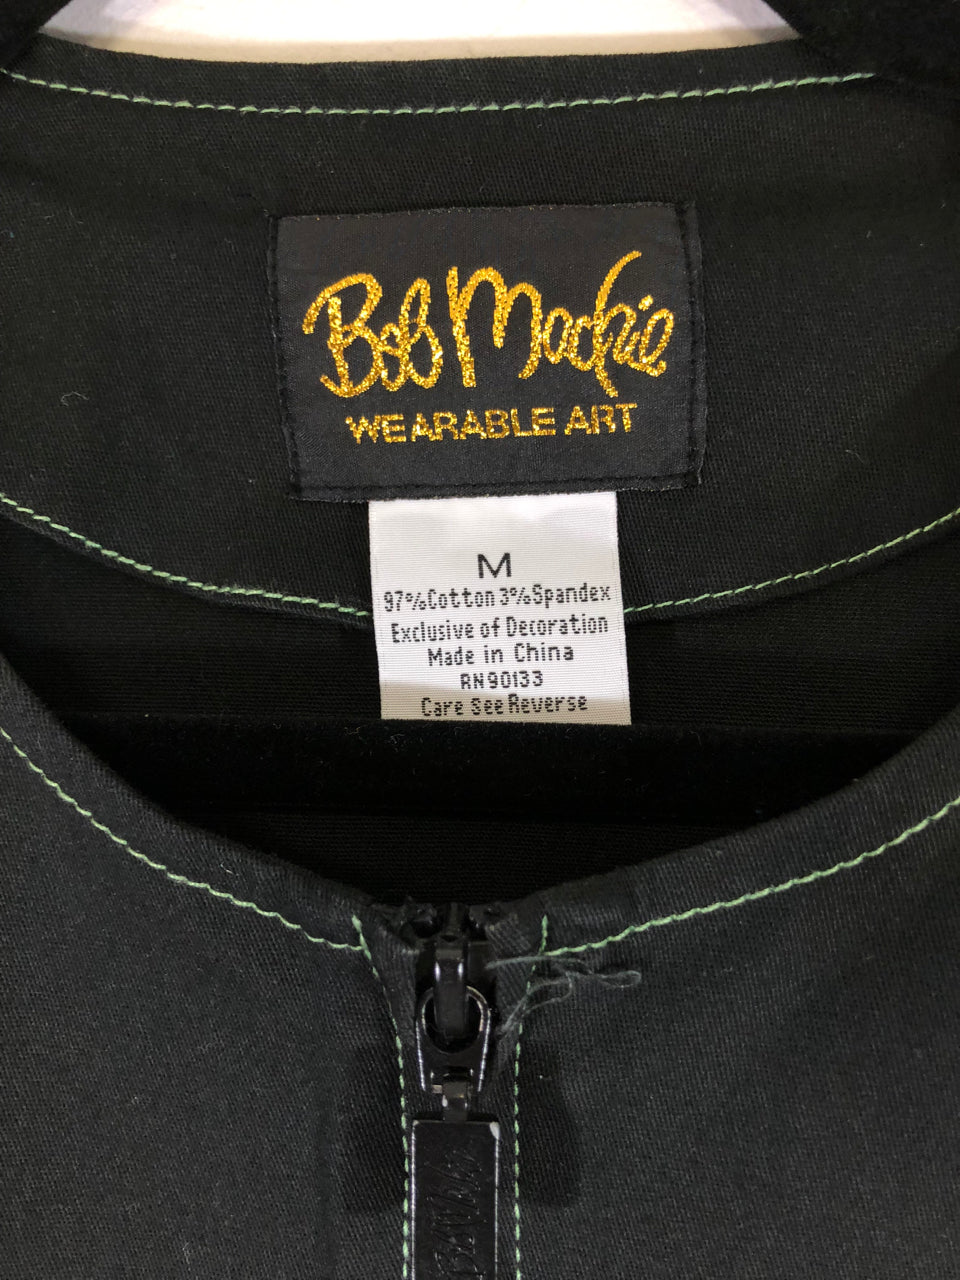 Bob Mackie
WEARABLE ART
M
97%Cotton 3%Spandex
Exclusive of Decoration
Made in China
RN90133
Care See Reverse